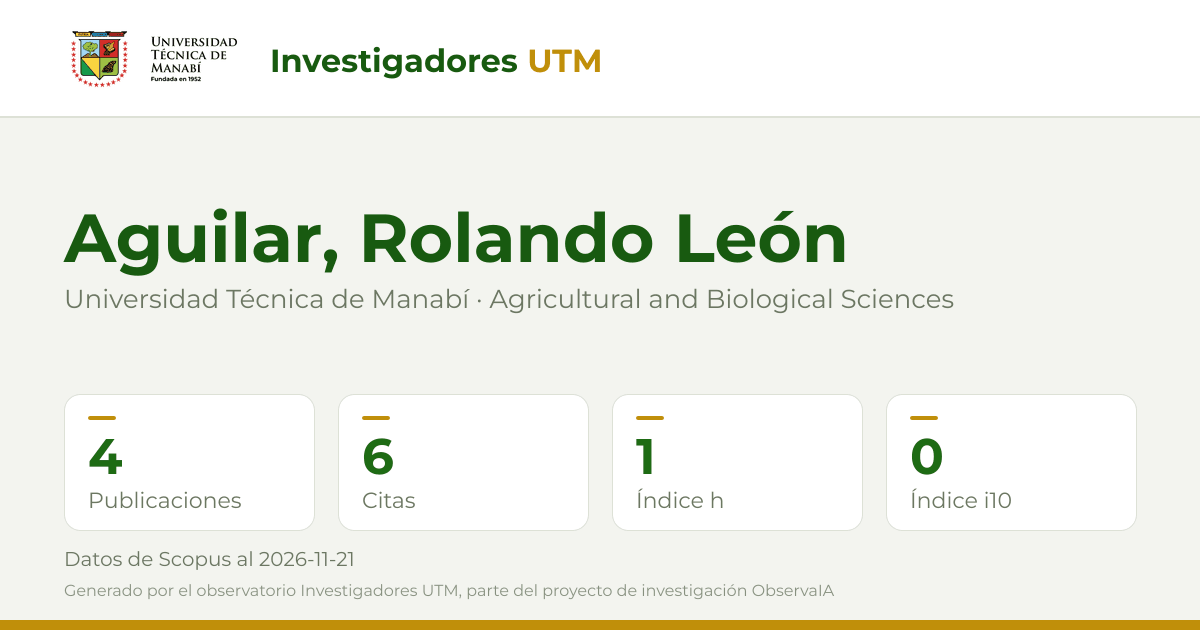 UNIVERSIDAD
TÉCNICA DE
MANABÍ
Fundada en 1952
Investigadores UTM
Aguilar, Rolando León
Universidad Técnica de Manabí · Agricultural and Biological Sciences
4
Publicaciones
6
Citas
1
Índice h
0
Índice i10
Datos de Scopus al 2026-11-21
Generado por el observatorio Investigadores UTM, parte del proyecto de investigación ObservaIA